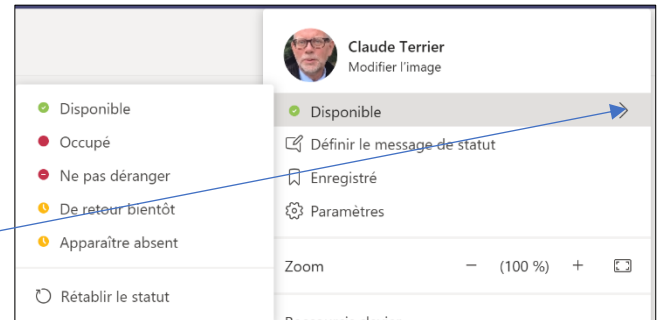 Claude Terrier
Modifier l'image
Disponible
Définir le message de statut
Enregistré
Paramètres
Zoom − (100 %) +
Disponible
Occupé
Ne pas déranger
De retour bientôt
Apparaître absent
Rétablir le statut